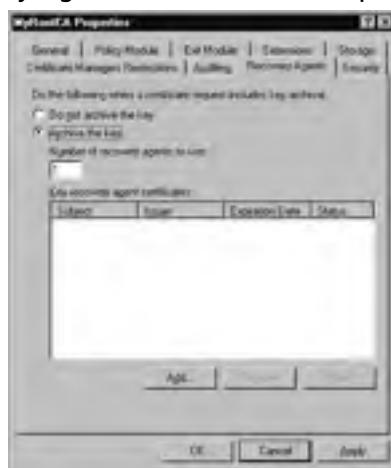 MyRootCA Properties
General Policy Module Exit Module Extensions Storage
Certificate Managers Restrictions Auditing Recovery Agents Security
Do the following when a certificate request includes key archival:
Do not archive the key
Archive the key
Number of recovery agents to use:
Key recovery agent certificates:
Subject Issuer Expiration Date Status
Add...
OK Cancel Apply